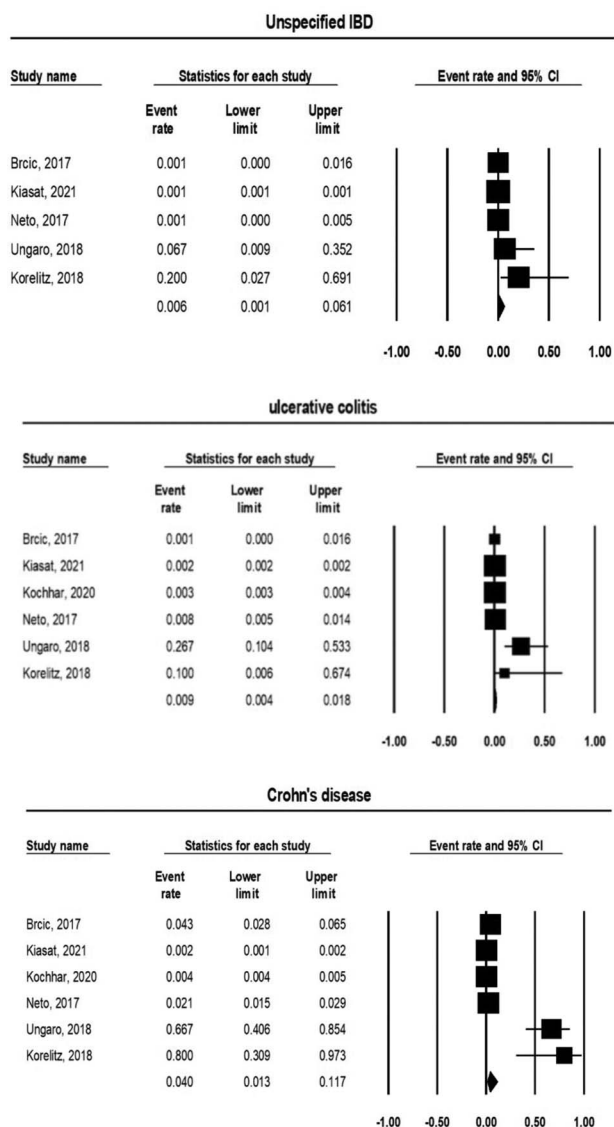 Unspecified IBD
Study name Statistics for each study Event rate and 95% CI
Event rate Lower limit Upper limit
Brcic, 2017 0.001 0.000 0.016
Kiasat, 2021 0.001 0.001 0.001
Neto, 2017 0.001 0.000 0.005
Ungaro, 2018 0.067 0.009 0.352
Korelitz, 2018 0.200 0.027 0.691
0.006 0.001 0.061
-1.00 -0.50 0.00 0.50 1.00
ulcerative colitis
Study name Statistics for each study Event rate and 95% CI
Event rate Lower limit Upper limit
Brcic, 2017 0.001 0.000 0.016
Kiasat, 2021 0.002 0.002 0.002
Kochhar, 2020 0.003 0.003 0.004
Neto, 2017 0.008 0.005 0.014
Ungaro, 2018 0.267 0.104 0.533
Korelitz, 2018 0.100 0.006 0.674
0.009 0.004 0.018
-1.00 -0.50 0.00 0.50 1.00
Crohn's disease
Study name Statistics for each study Event rate and 95% CI
Event rate Lower limit Upper limit
Brcic, 2017 0.043 0.028 0.065
Kiasat, 2021 0.002 0.001 0.002
Kochhar, 2020 0.004 0.004 0.005
Neto, 2017 0.021 0.015 0.029
Ungaro, 2018 0.667 0.406 0.854
Korelitz, 2018 0.800 0.309 0.973
0.040 0.013 0.117
-1.00 -0.50 0.00 0.50 1.00